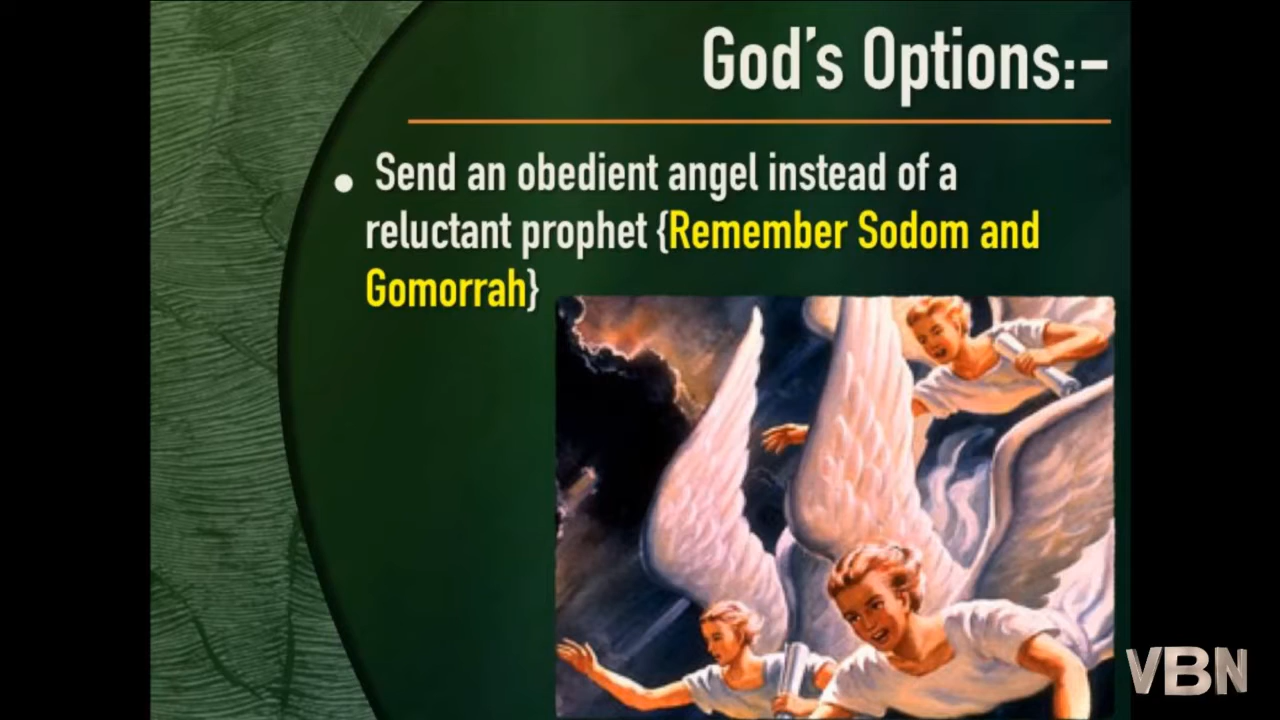 God's Options:-
• Send an obedient angel instead of a
reluctant prophet {Remember Sodom and
Gomorrah}
VBN